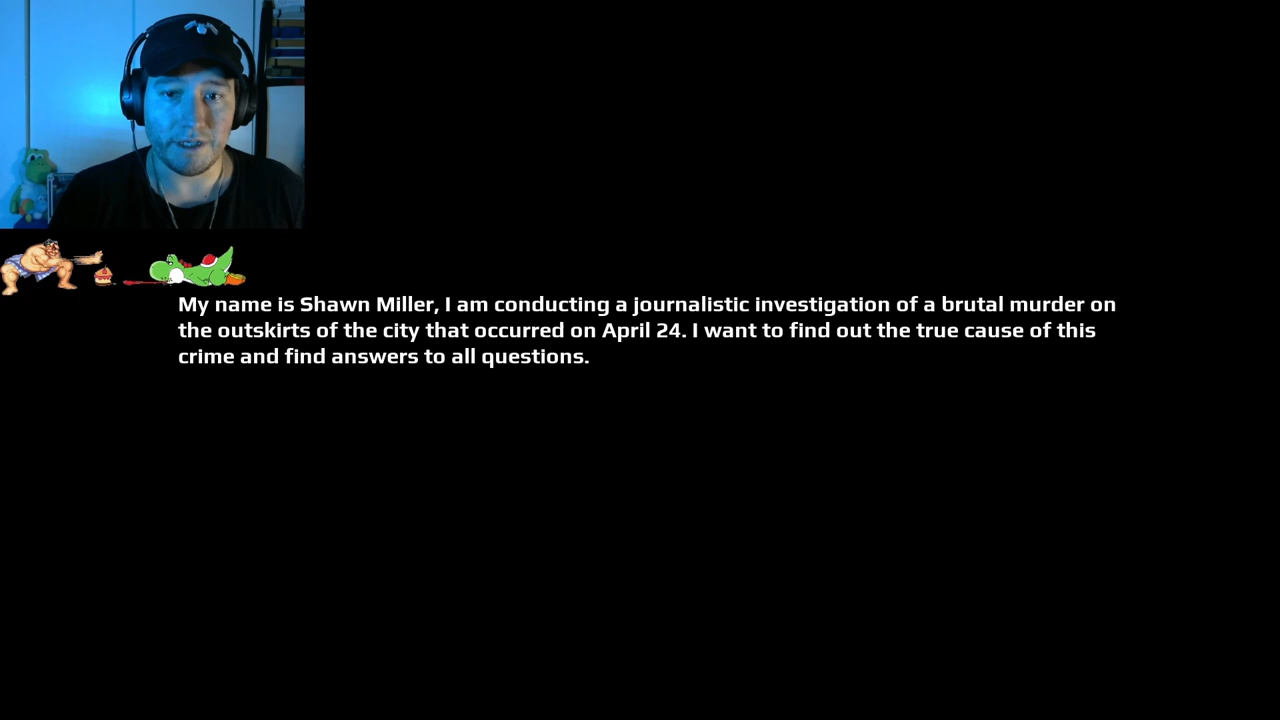 My name is Shawn Miller, I am conducting a journalistic investigation of a brutal murder on
the outskirts of the city that occurred on April 24. I want to find out the true cause of this
crime and find answers to all questions.